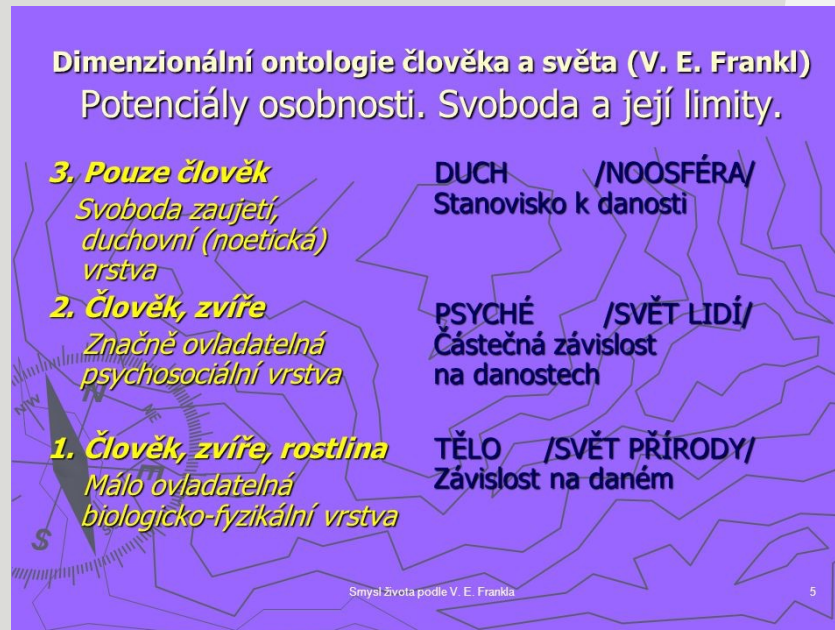 Dimenzionální ontologie člověka a světa (V. E. Frankl)
Potenciály osobnosti. Svoboda a její limity.
3. Pouze člověk
Svoboda zaujetí,
duchovní (noetická)
vrstva
DUCH /NOOSFÉRA/
Stanovisko k danosti
2. Člověk, zvíře
Značně ovladatelná
psychosociální vrstva
PSYCHÉ /SVĚT LIDÍ/
Částečná závislost
na danostech
1. Člověk, zvíře, rostlina
Málo ovladatelná
biologicko-fyzikální vrstva
TĚLO /SVĚT PŘÍRODY/
Závislost na daném
NW
N
NE
E
S
Smysl života podle V. E. Frankla
5